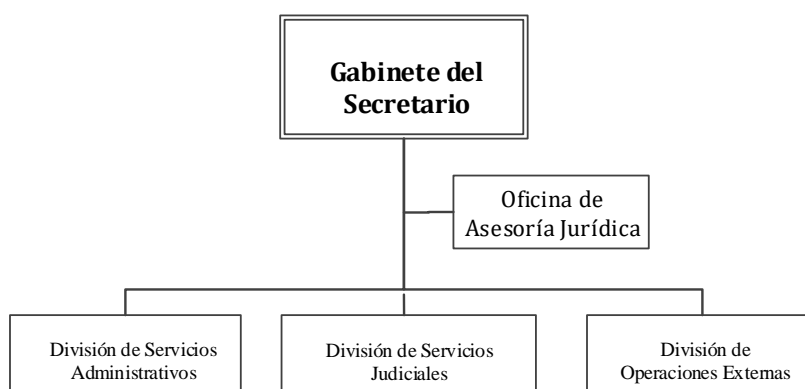 Gabinete del
Secretario
Oficina de
Asesoría Jurídica
División de Servicios
Administrativos
División de Servicios
Judiciales
División de
Operaciones Externas